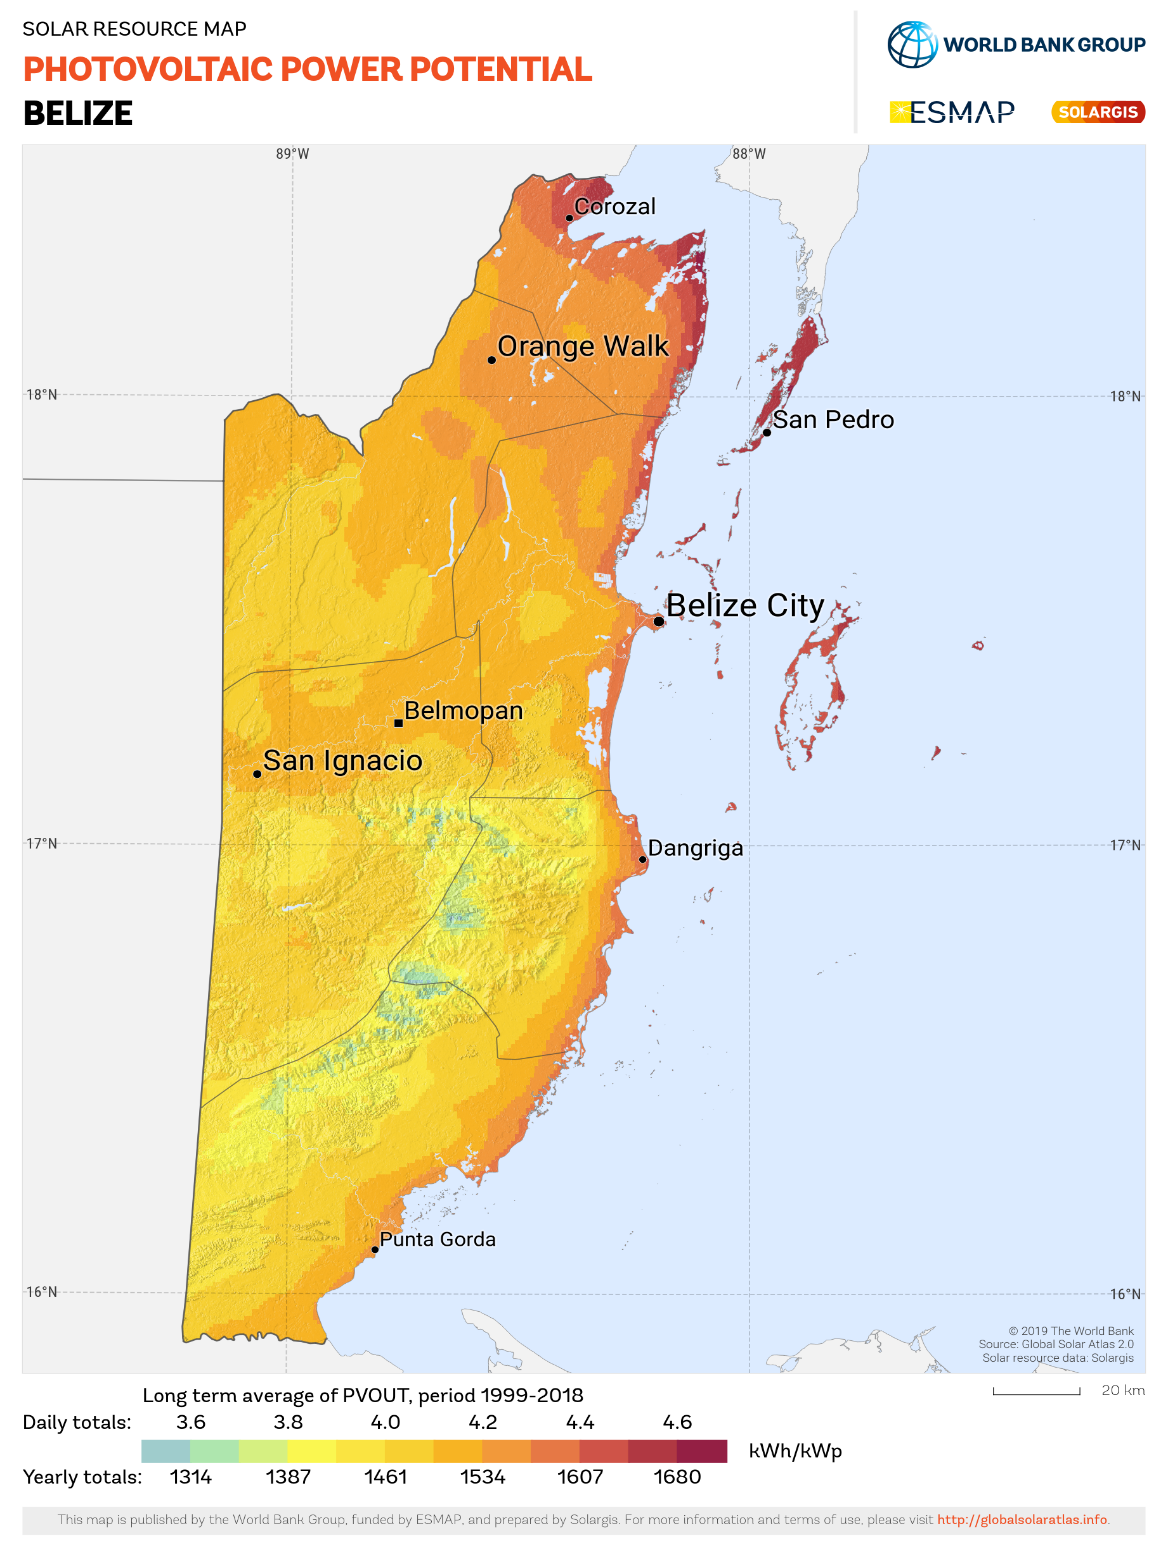 SOLAR RESOURCE MAP
PHOTOVOLTAIC POWER POTENTIAL
BELIZE
WORLD BANK GROUP
ESMAP
SOLARGIS
89°W
88°W
Corozal
Orange Walk
18°N
18°N
San Pedro
Belize City
Belmopan
San Ignacio
17°N
17°N
Dangriga
Punta Gorda
16°N
16°N
© 2019 The World Bank
Source: Global Solar Atlas 2.0
Solar resource data: Solargis
20 km
Long term average of PVOUT, period 1999-2018
Daily totals: 3.6 3.8 4.0 4.2 4.4 4.6
kWh/kWp
Yearly totals: 1314 1387 1461 1534 1607 1680
This map is published by the World Bank Group, funded by ESMAP, and prepared by Solargis. For more information and terms of use, please visit http://globalsolaratlas.info.